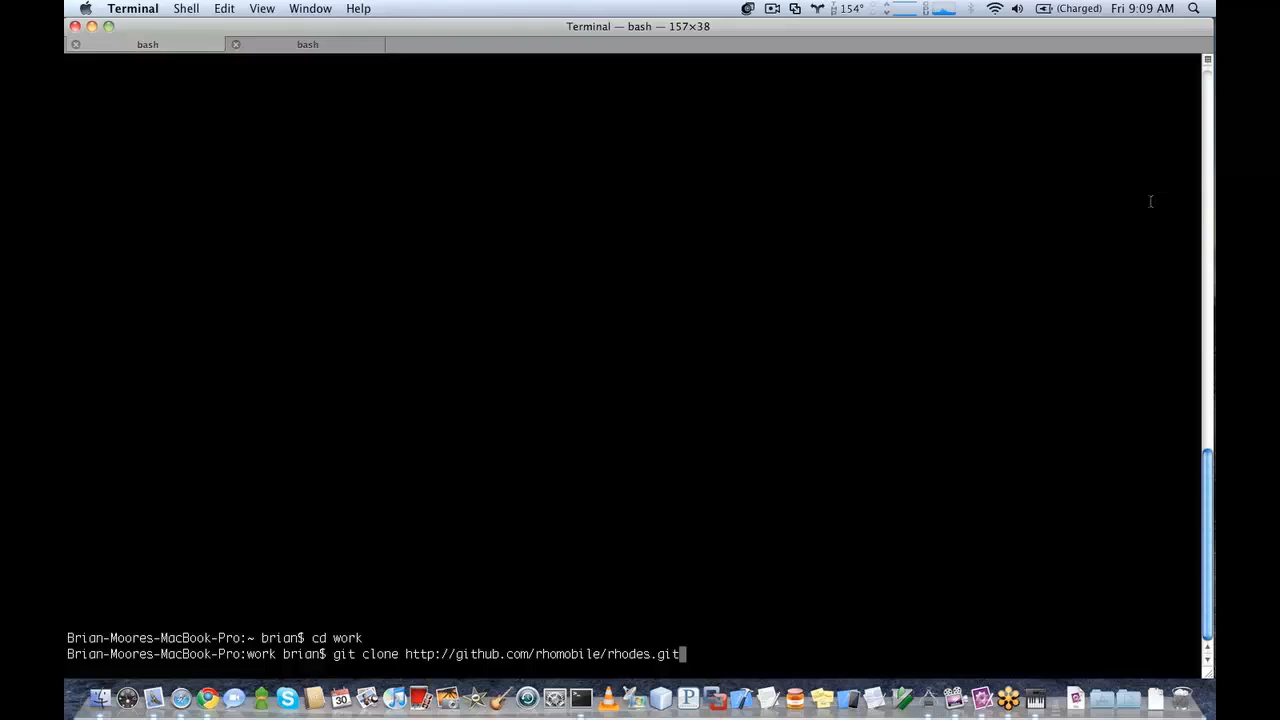 Terminal Shell Edit View Window Help 154° (Charged) Fri 9:09 AM
Terminal — bash — 157×38
bash bash
Brian-Moores-MacBook-Pro:~ brian$ cd work
Brian-Moores-MacBook-Pro:work brian$ git clone http://github.com/rhomobile/rhodes.git
30